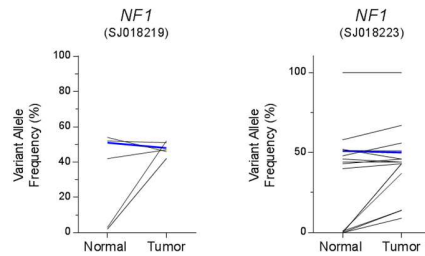 NF1
(SJ018219)
Variant Allele
Frequency (%)
100
80
60
40
20
0
Normal Tumor
NF1
(SJ018223)
Variant Allele
Frequency (%)
100
50
0
Normal Tumor